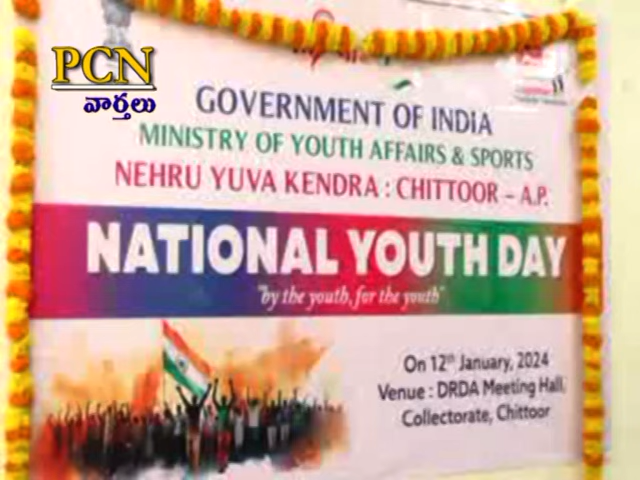 PCN
వార్తలు
GOVERNMENT OF INDIA
MINISTRY OF YOUTH AFFAIRS & SPORTS
NEHRU YUVA KENDRA : CHITTOOR – A.P.
NATIONAL YOUTH DAY
"by the youth, for the youth"
On 12th January, 2024
Venue : DRDA Meeting Hall,
Collectorate, Chittoor